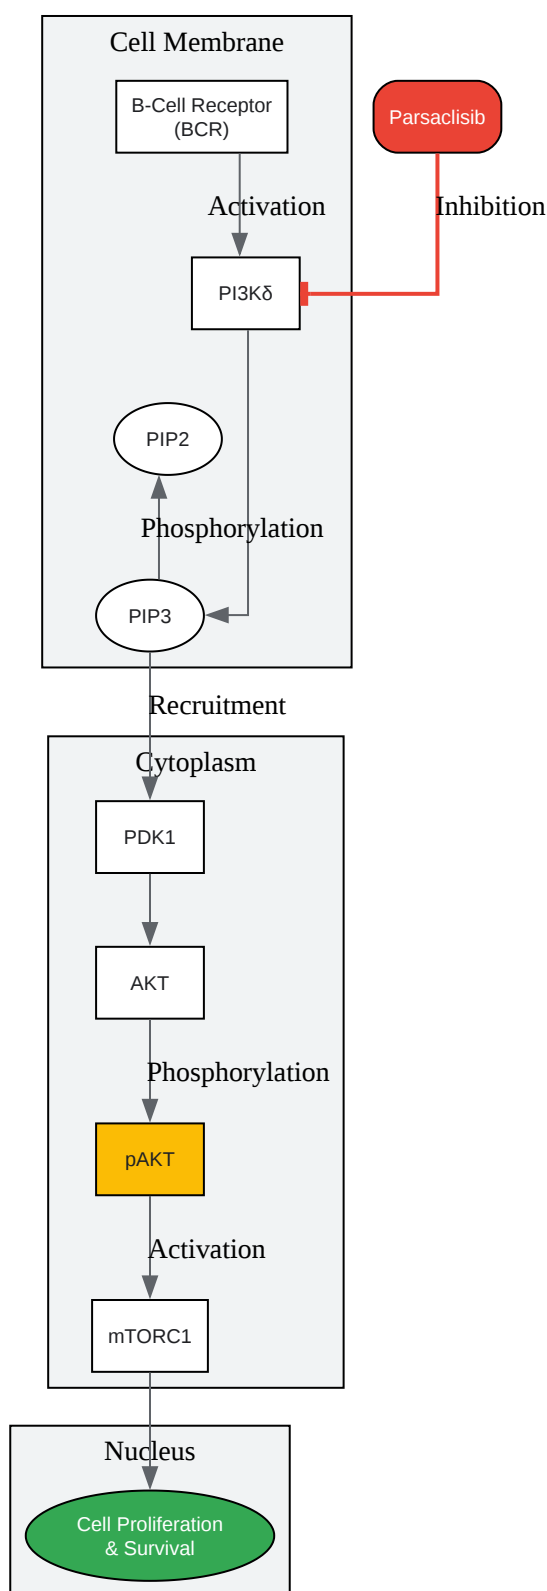 Cell Membrane
B-Cell Receptor
(BCR)
Parsaclisib
Activation
Inhibition
PI3Kδ
PIP2
Phosphorylation
PIP3
Recruitment
Cytoplasm
PDK1
AKT
Phosphorylation
pAKT
Activation
mTORC1
Nucleus
Cell Proliferation
& Survival